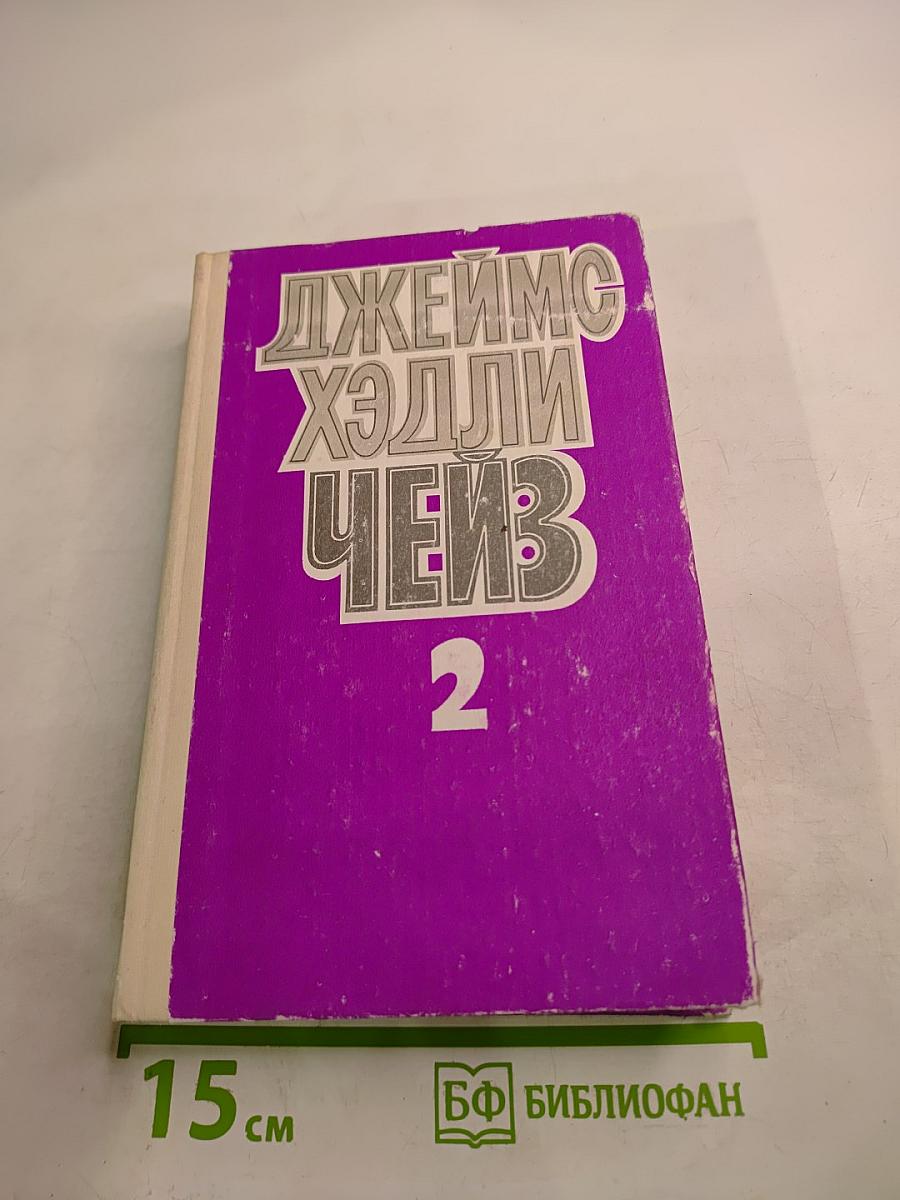 ДЖЕЙМС
ХЭДЛИ
ЧЕЙЗ
2
15 см
БФ БИБЛИОФАН